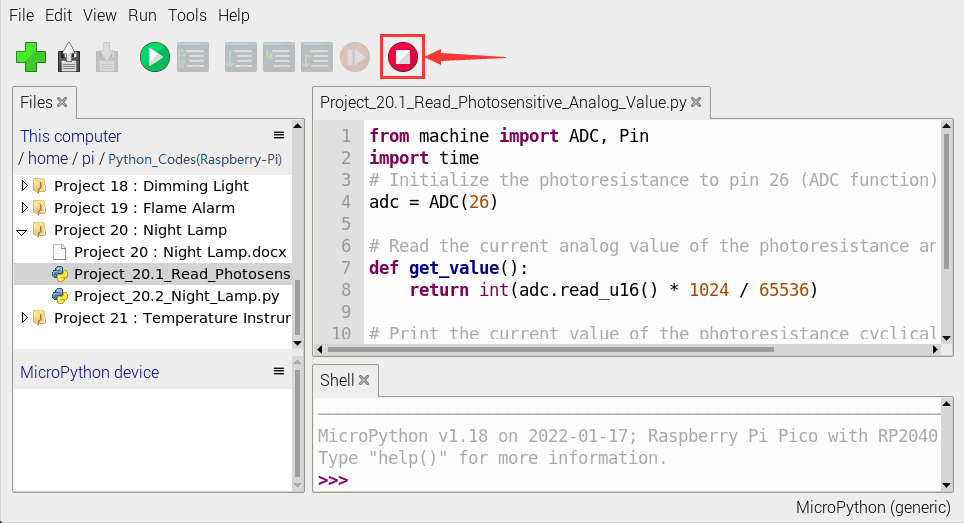 File Edit View Run Tools Help
Files
This computer
/ home / pi / Python_Codes(Raspberry-Pi)
Project 18 : Dimming Light
Project 19 : Flame Alarm
Project 20 : Night Lamp
Project 20 : Night Lamp.docx
Project_20.1_Read_Photosens
Project_20.2_Night_Lamp.py
Project 21 : Temperature Instrur
MicroPython device
Project_20.1_Read_Photosensitive_Analog_Value.py
1 from machine import ADC, Pin
2 import time
3 # Initialize the photoresistance to pin 26 (ADC function)
4 adc = ADC(26)
5
6 # Read the current analog value of the photoresistance an
7 def get_value():
8     return int(adc.read_u16() * 1024 / 65536)
9
10 # Print the current value of the photoresistance cyclical
Shell
MicroPython v1.18 on 2022-01-17; Raspberry Pi Pico with RP2040
Type "help()" for more information.
>>>
MicroPython (generic)